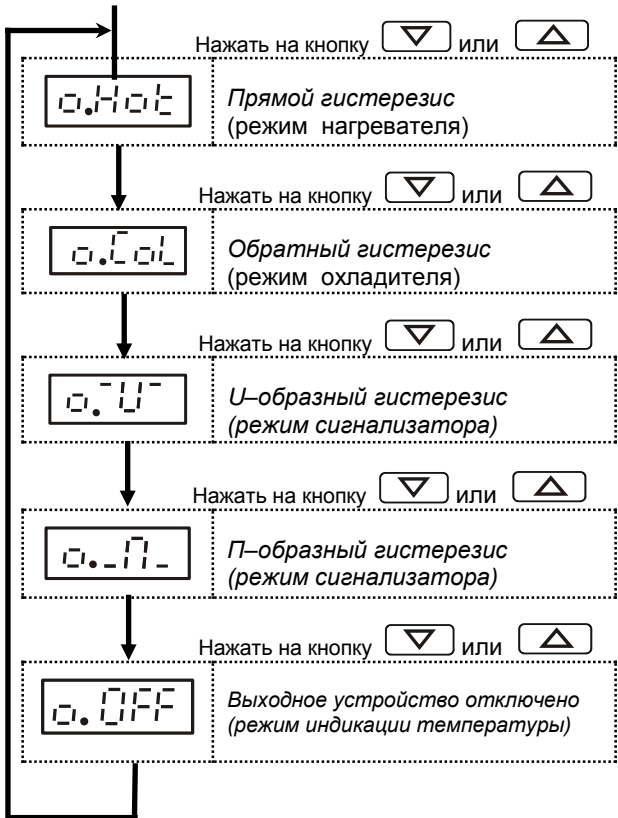 Нажать на кнопку или
o.Hot
Прямой гистерезис
(режим нагревателя)
Нажать на кнопку или
o.CoL
Обратный гистерезис
(режим охладителя)
Нажать на кнопку или
o.¯U¯
U–образный гистерезис
(режим сигнализатора)
Нажать на кнопку или
o._П_
П–образный гистерезис
(режим сигнализатора)
Нажать на кнопку или
o.OFF
Выходное устройство отключено
(режим индикации температуры)